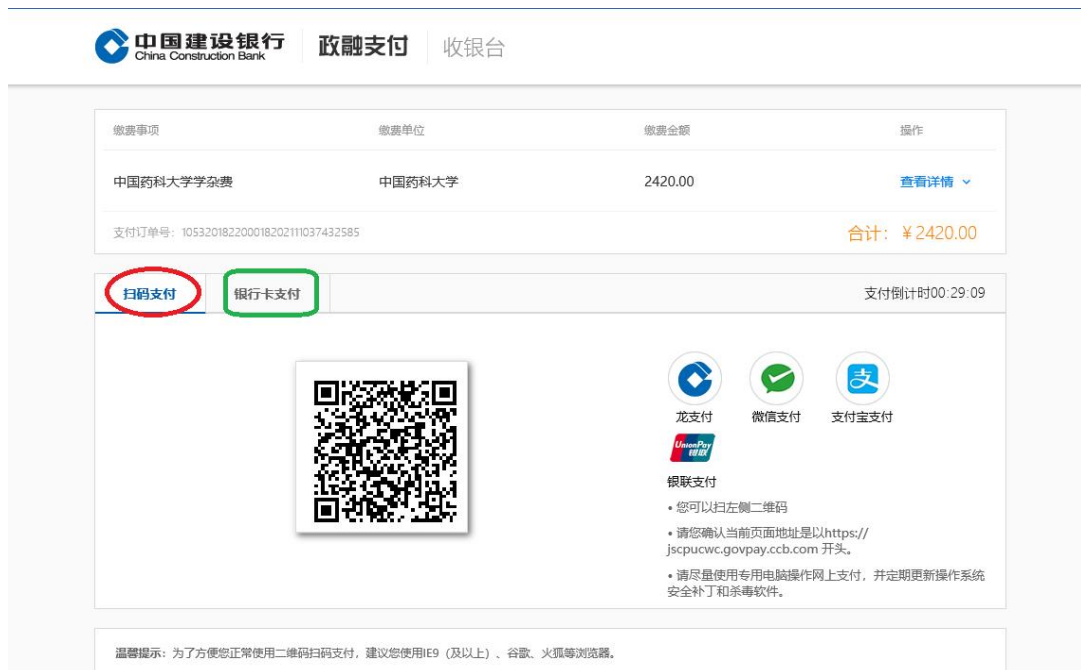 中国建设银行
China Construction Bank
政融支付
收银台
缴费事项 缴费单位 缴费金额 操作
中国药科大学学杂费 中国药科大学 2420.00 查看详情
支付订单号：105320182200018202111037432585 合计：￥2420.00
扫码支付 银行卡支付 支付倒计时00:29:09
龙支付 微信支付 支付宝支付
UnionPay
银联
银联支付
• 您可以扫左侧二维码
• 请您确认当前页面地址是以https://
jscpucwc.govpay.ccb.com 开头。
• 请尽量使用专用电脑操作网上支付，并定期更新操作系统
安全补丁和杀毒软件。
温馨提示：为了方便您正常使用二维码扫码支付，建议您使用IE9（及以上）、谷歌、火狐等浏览器。